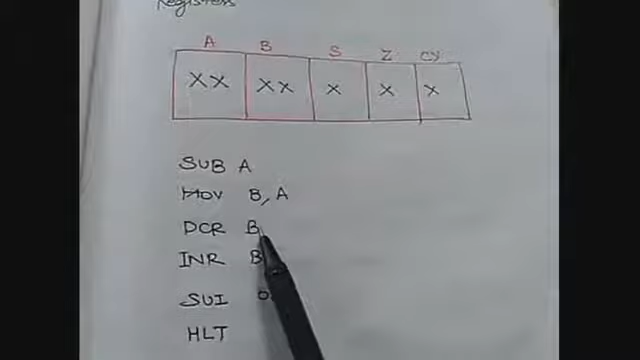 Registers
A B S Z CY
XX XX X X X
SUB A
MOV B, A
DCR B
INR B
SUI
HLT